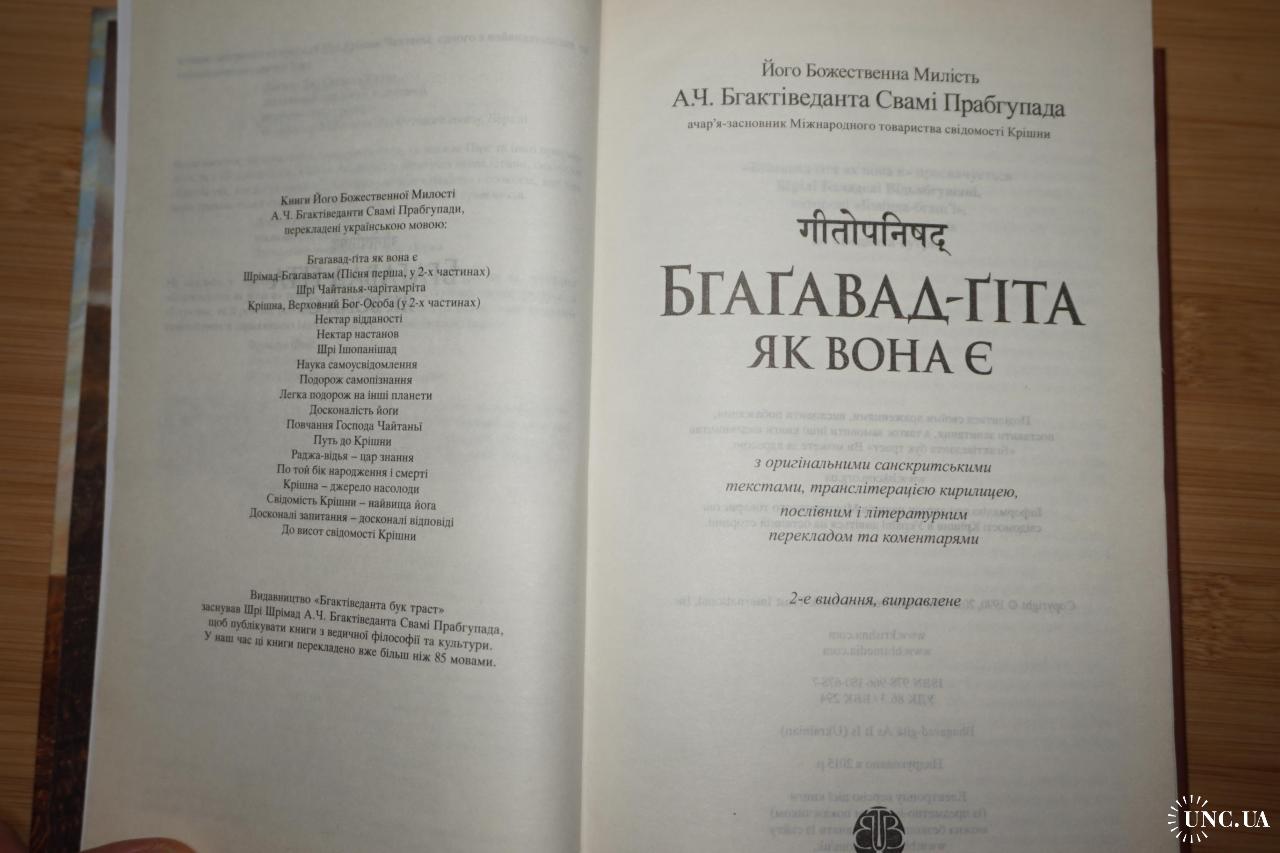 Книги Його Божественної Милості
А.Ч. Бгактіведанти Свамі Прабгупади,
перекладені українською мовою:
Бгаґавад-ґіта як вона є
Шрімад-Бгаґаватам (Пісня перша, у 2-х частинах)
Шрі Чайтанья-чарітамріта
Крішна, Верховний Бог-Особа (у 2-х частинах)
Нектар відданості
Нектар настанов
Шрі Ішопанішад
Наука самоусвідомлення
Подорож самопізнання
Легка подорож на інші планети
Досконалість йоґи
Повчання Господа Чайтаньї
Путь до Крішни
Раджа-відья – цар знання
По той бік народження і смерті
Крішна – джерело насолоди
Свідомість Крішни – найвища йога
Досконалі запитання – досконалі відповіді
До висот свідомості Крішни
Видавництво «Бгактіведанта бук траст»
заснував Шрі Шрімад А.Ч. Бгактіведанта Свамі Прабгупада,
щоб публікувати книги з ведичної філософії та культури.
У наш час ці книги перекладено вже більш ніж 85 мовами.
Його Божественна Милість
А.Ч. Бгактіведанта Свамі Прабгупада
ачар'я-засновник Міжнародного товариства свідомості Крішни
गीतोपनिषद्
БГАҐАВАД-ҐІТА
ЯК ВОНА Є
з оригінальними санскритськими
текстами, транслітерацією кирилицею,
послівним і літературним
перекладом та коментарями
2-е видання, виправлене
UNC.UA